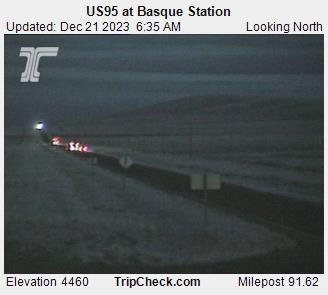 US95 at Basque Station
Updated: Dec 21 2023 6:35 AM Looking North
Elevation 4460 TripCheck.com Milepost 91.62